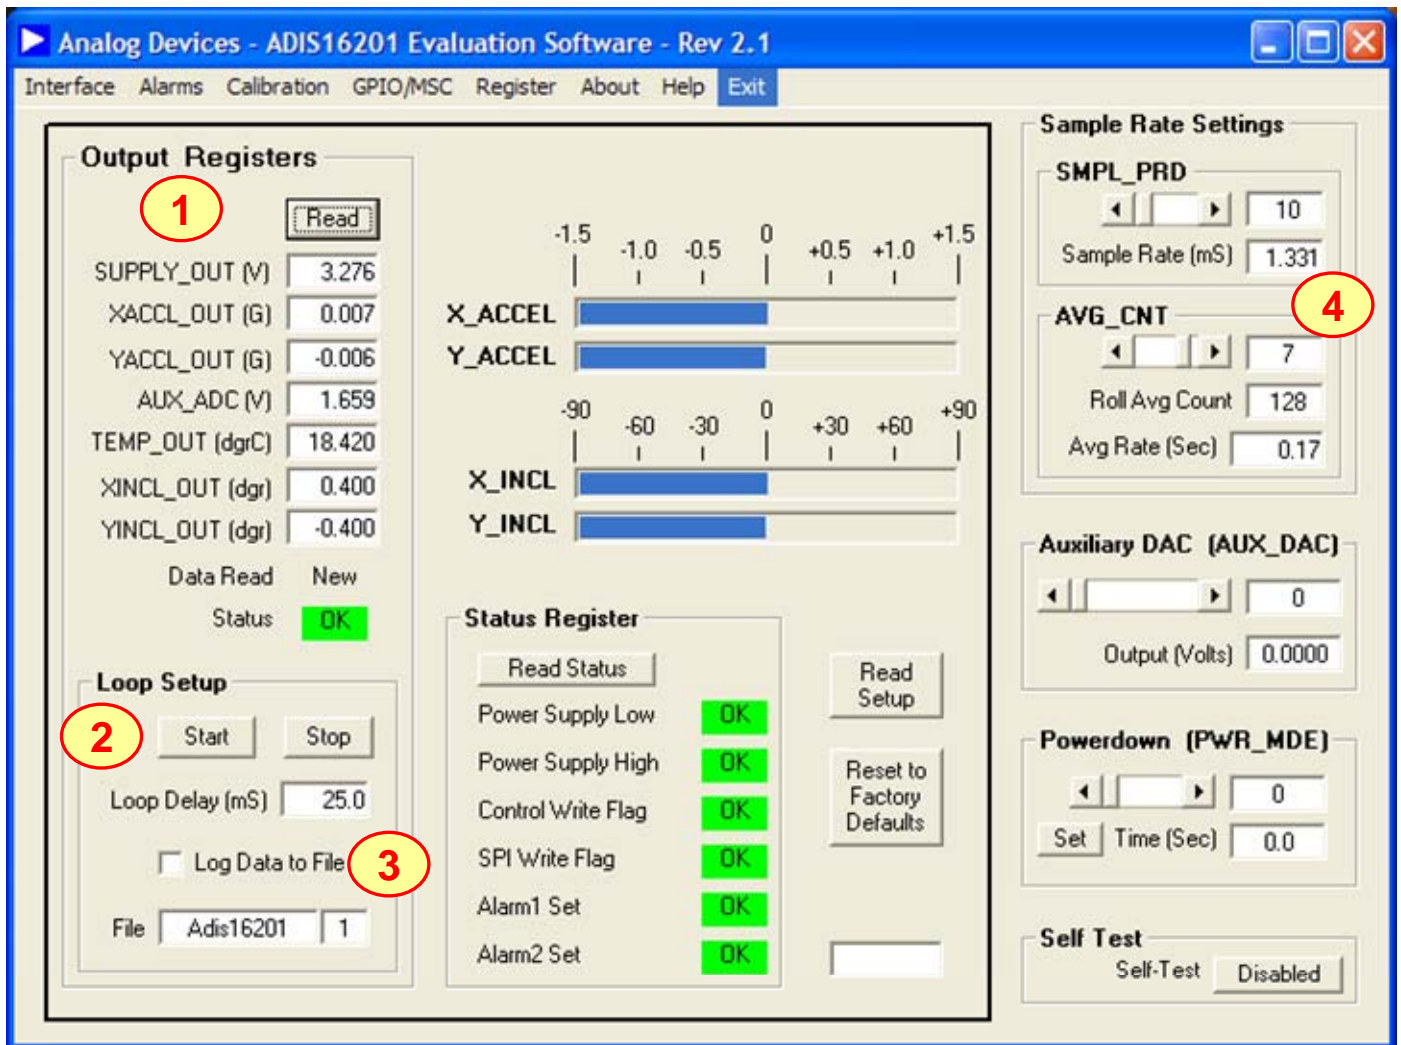 Analog Devices - ADIS16201 Evaluation Software - Rev 2.1
Interface Alarms Calibration GPIO/MSC Register About Help Exit
Output Registers
1
Read
SUPPLY_OUT (V) 3.276
XACCL_OUT (G) 0.007
YACCL_OUT (G) -0.006
AUX_ADC (V) 1.659
TEMP_OUT (dgrC) 18.420
XINCL_OUT (dgr) 0.400
YINCL_OUT (dgr) -0.400
Data Read New
Status OK
Loop Setup
2
Start Stop
Loop Delay (mS) 25.0
Log Data to File
3
File Adis16201 1
-1.5 -1.0 -0.5 0 +0.5 +1.0 +1.5
X_ACCEL
Y_ACCEL
-90 -60 -30 0 +30 +60 +90
X_INCL
Y_INCL
Status Register
Read Status
Power Supply Low OK
Power Supply High OK
Control Write Flag OK
SPI Write Flag OK
Alarm1 Set OK
Alarm2 Set OK
Read
Setup
Reset to
Factory
Defaults
Sample Rate Settings
SMPL_PRD
10
Sample Rate (mS) 1.331
4
AVG_CNT
7
Roll Avg Count 128
Avg Rate (Sec) 0.17
Auxiliary DAC (AUX_DAC)
0
Output (Volts) 0.0000
Powerdown (PWR_MDE)
0
Set Time (Sec) 0.0
Self Test
Self-Test Disabled